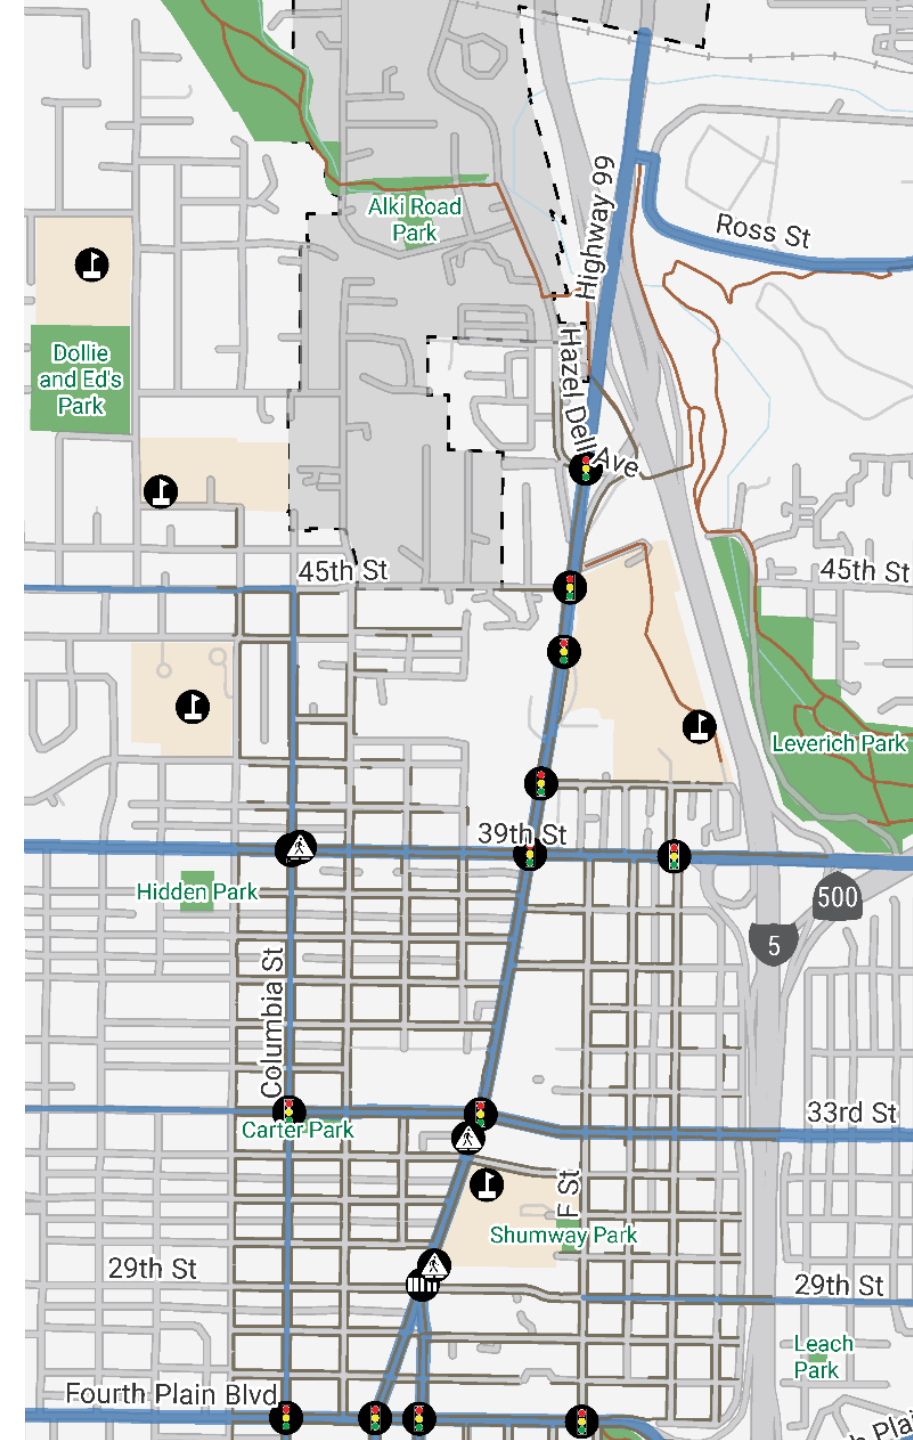 Highway 99
Alki Road
Park
Ross St
Dollie
and Ed's
Park
Hazel Dell Ave
45th St
45th St
Leverich Park
39th St
Hidden Park
500
5
Columbia St
33rd St
Carter Park
F St
Shumway Park
29th St
29th St
Leach
Park
Fourth Plain Blvd